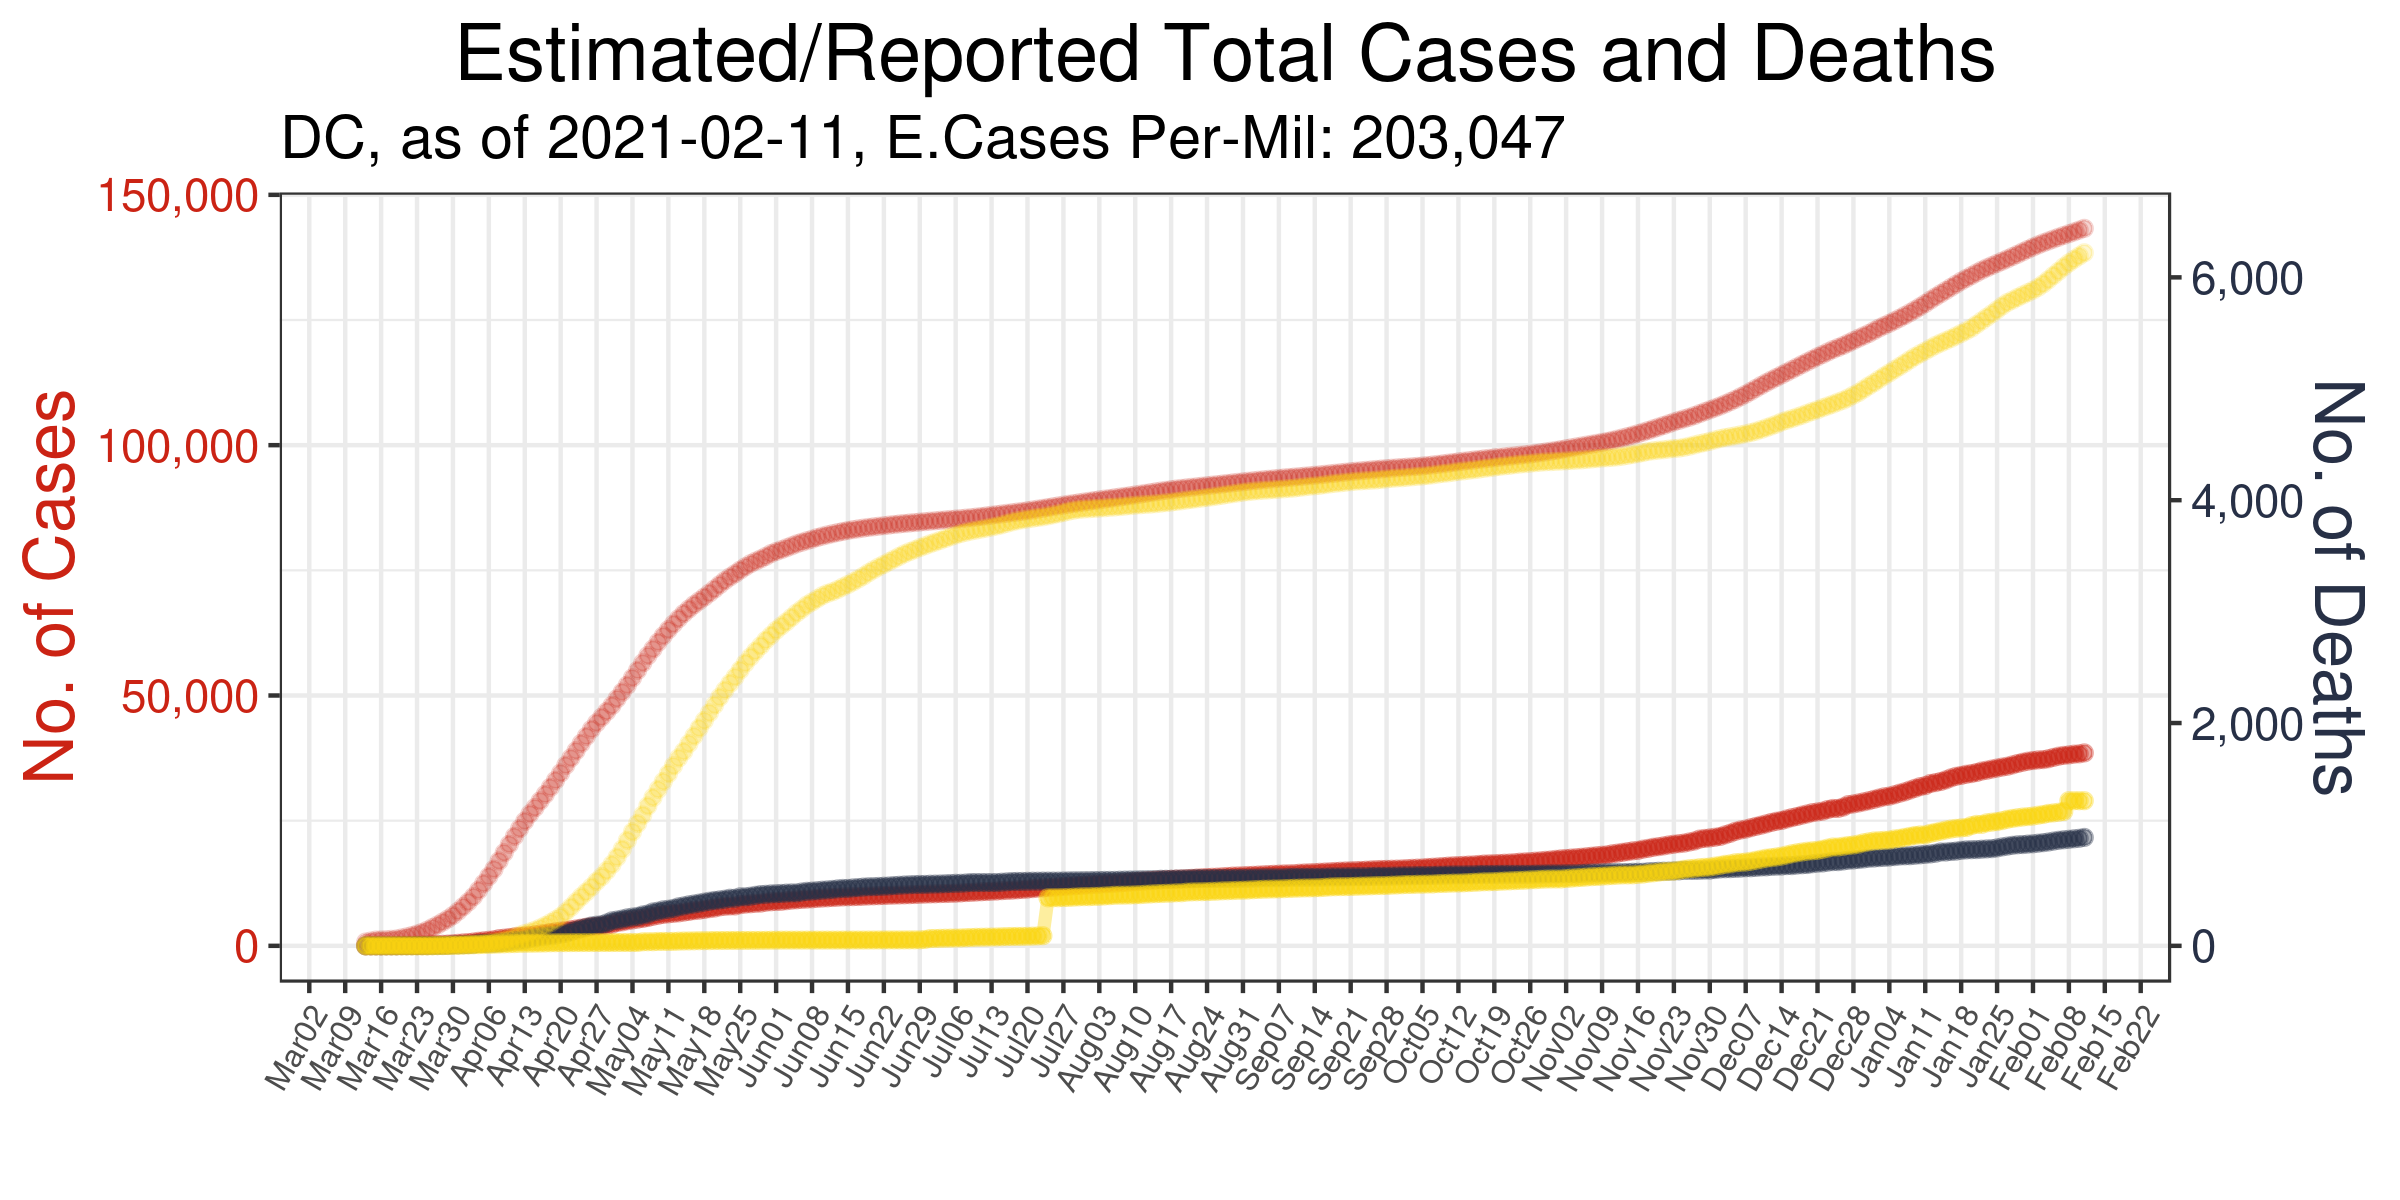 Estimated/Reported Total Cases and Deaths
DC, as of 2021-02-11, E.Cases Per-Mil: 203,047
No. of Cases
150,000
100,000
50,000
0
No. of Deaths
6,000
4,000
2,000
0
Mar02
Mar09
Mar16
Mar23
Mar30
Apr06
Apr13
Apr20
Apr27
May04
May11
May18
May25
Jun01
Jun08
Jun15
Jun22
Jun29
Jul06
Jul13
Jul20
Jul27
Aug03
Aug10
Aug17
Aug24
Aug31
Sep07
Sep14
Sep21
Sep28
Oct05
Oct12
Oct19
Oct26
Nov02
Nov09
Nov16
Nov23
Nov30
Dec07
Dec14
Dec21
Dec28
Jan04
Jan11
Jan18
Jan25
Feb01
Feb08
Feb15
Feb22